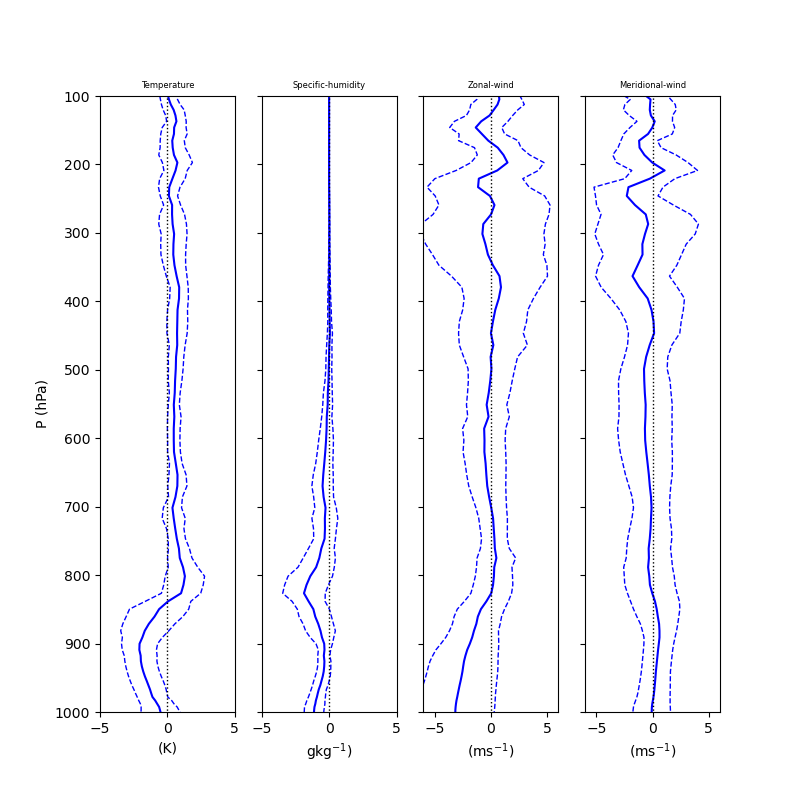 Temperature Specific-humidity Zonal-wind Meridional-wind
100
200
300
400
500
600
700
800
900
1000
P (hPa)
−5 0 5 −5 0 5 −5 0 5 −5 0 5
(K) gkg⁻¹) (ms⁻¹) (ms⁻¹)